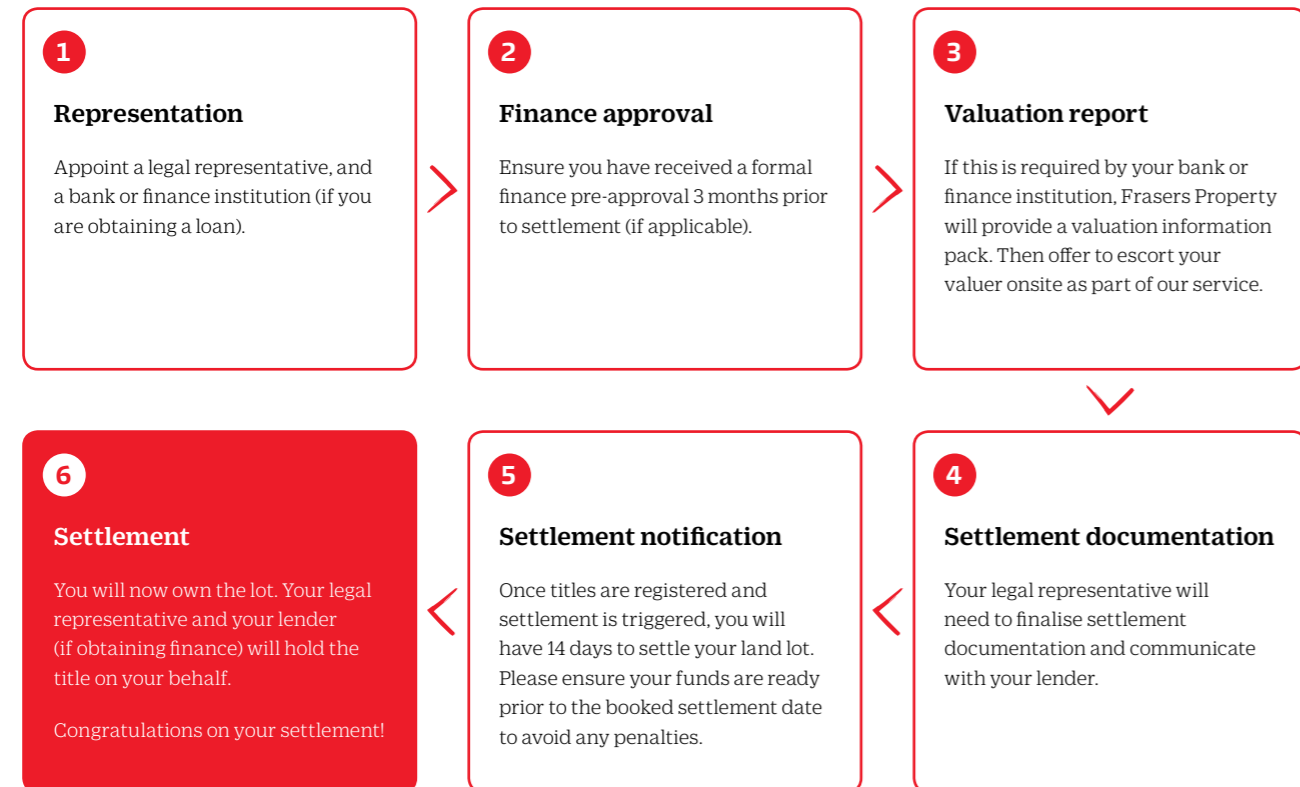 1
Representation
Appoint a legal representative, and
a bank or finance institution (if you
are obtaining a loan).
2
Finance approval
Ensure you have received a formal
finance pre-approval 3 months prior
to settlement (if applicable).
3
Valuation report
If this is required by your bank or
finance institution, Frasers Property
will provide a valuation information
pack. Then offer to escort your
valuer onsite as part of our service.
4
Settlement documentation
Your legal representative will
need to finalise settlement
documentation and communicate
with your lender.
5
Settlement notification
Once titles are registered and
settlement is triggered, you will
have 14 days to settle your land lot.
Please ensure your funds are ready
prior to the booked settlement date
to avoid any penalties.
6
Settlement
You will now own the lot. Your legal
representative and your lender
(if obtaining finance) will hold the
title on your behalf.
Congratulations on your settlement!